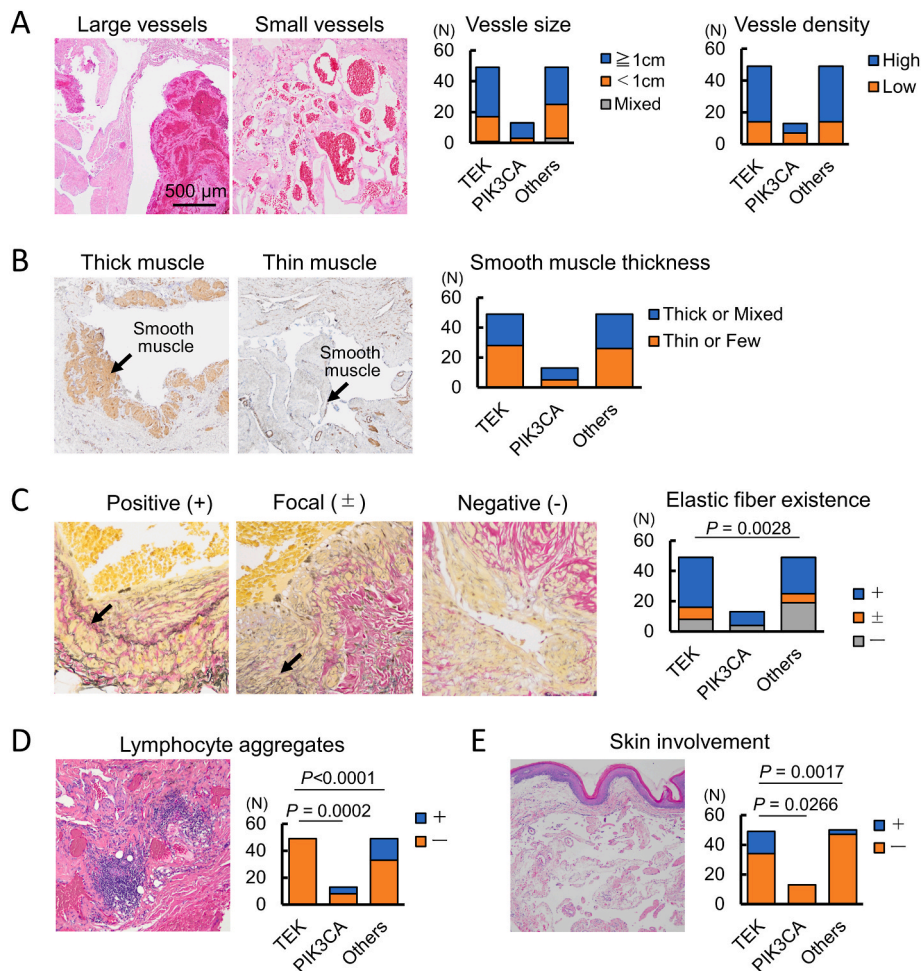 A
Large vessels
Small vessels
500 μm
Vessle size
(N)
60
40
20
0
TEK
PIK3CA
Others
≧ 1cm
< 1cm
Mixed
Vessle density
(N)
60
40
20
0
TEK
PIK3CA
Others
High
Low
B
Thick muscle
Thin muscle
Smooth
muscle
Smooth
muscle
Smooth muscle thickness
(N)
60
40
20
0
TEK
PIK3CA
Others
Thick or Mixed
Thin or Few
C
Positive (+)
Focal (±)
Negative (-)
Elastic fiber existence
(N)
P = 0.0028
60
40
20
0
TEK
PIK3CA
Others
+
±
—
D
Lymphocyte aggregates
P<0.0001
P = 0.0002
(N)
60
40
20
0
TEK
PIK3CA
Others
+
—
E
Skin involvement
P = 0.0017
P = 0.0266
(N)
60
40
20
0
TEK
PIK3CA
Others
+
—